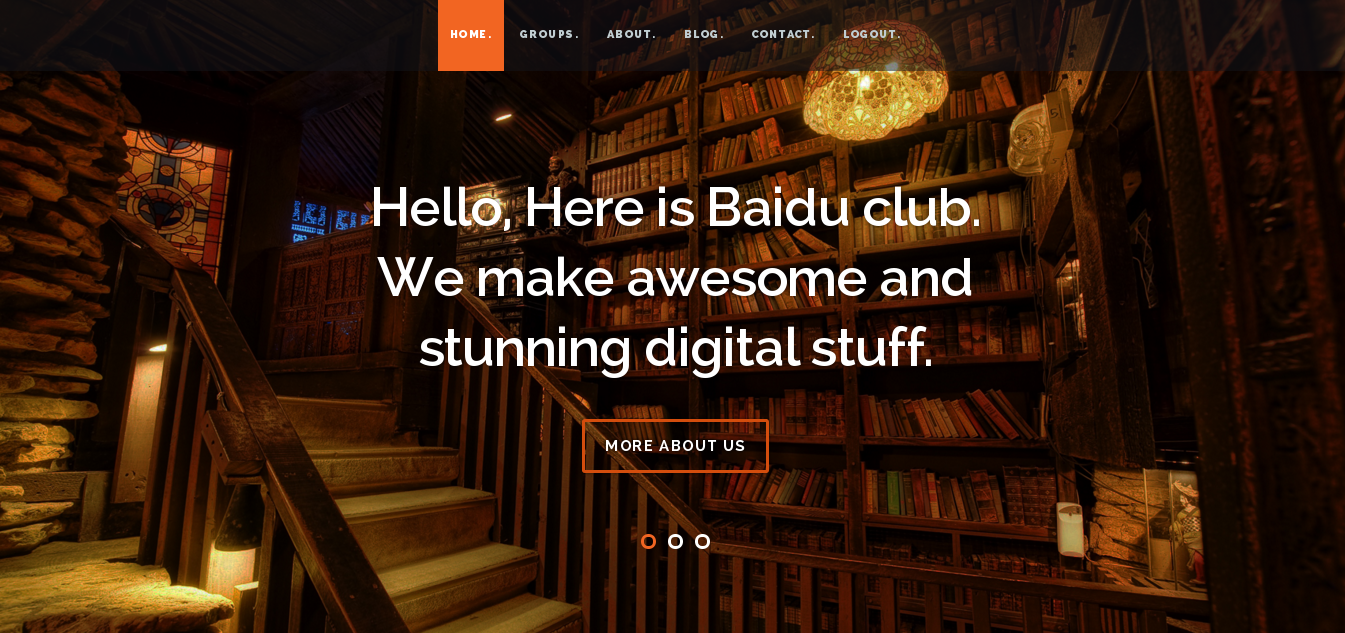 HOME. GROUPS. ABOUT. BLOG. CONTACT. LOGOUT.
Hello, Here is Baidu club.
We make awesome and
stunning digital stuff.
MORE ABOUT US